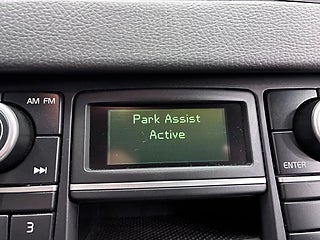 Park Assist
Active
AM FM
ENTER
3